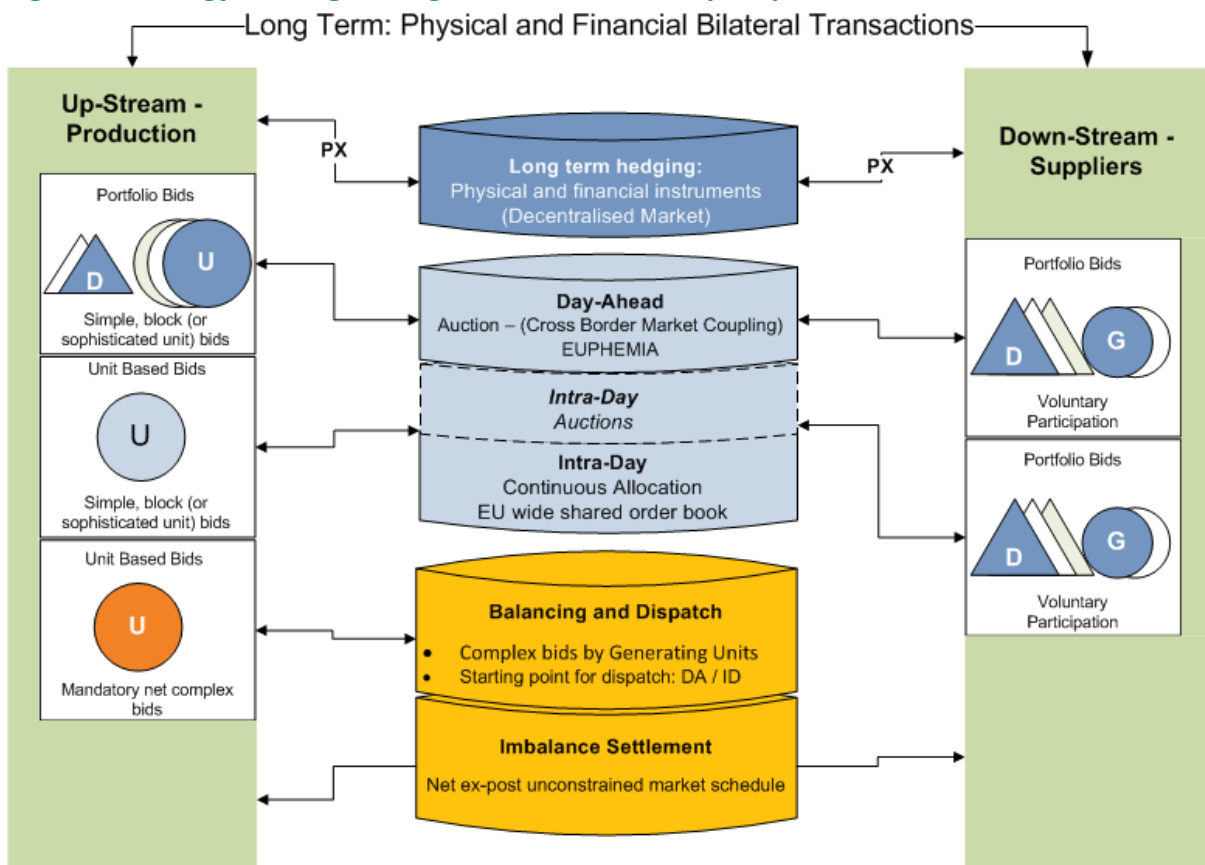 Long Term: Physical and Financial Bilateral Transactions
Up-Stream -
Production
Portfolio Bids
D
U
Simple, block (or
sophisticated unit) bids
Unit Based Bids
U
Simple, block (or
sophisticated unit) bids
Unit Based Bids
U
Mandatory net complex
bids
PX
Long term hedging:
Physical and financial instruments
(Decentralised Market)
PX
Day-Ahead
Auction – (Cross Border Market Coupling)
EUPHEMIA
Intra-Day
Auctions
Intra-Day
Continuous Allocation
EU wide shared order book
Balancing and Dispatch
• Complex bids by Generating Units
• Starting point for dispatch: DA / ID
Imbalance Settlement
Net ex-post unconstrained market schedule
Down-Stream -
Suppliers
Portfolio Bids
D
G
Voluntary
Participation
Portfolio Bids
D
G
Voluntary
Participation